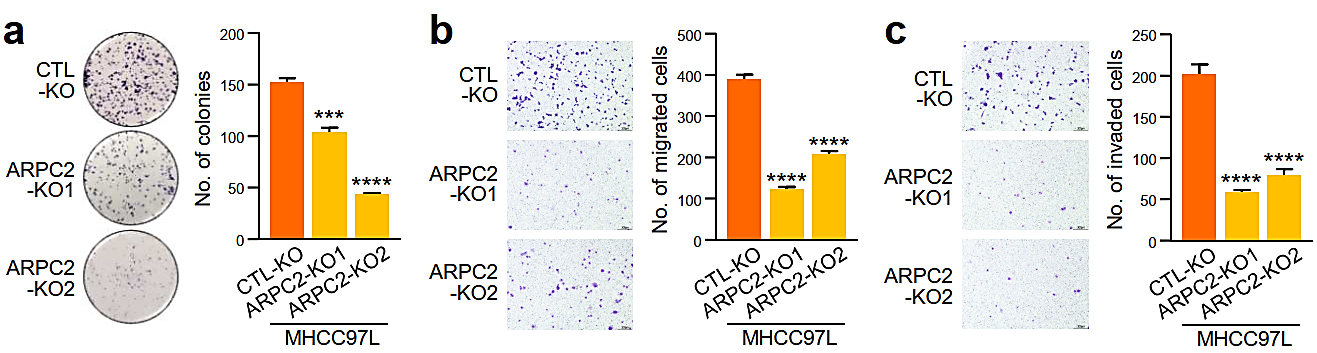 a
CTL
-KO
ARPC2
-KO1
ARPC2
-KO2
No. of colonies
200
150
100
50
0
***
****
CTL-KO
ARPC2-KO1
ARPC2-KO2
MHCC97L
b
CTL
-KO
ARPC2
-KO1
ARPC2
-KO2
No. of migrated cells
500
400
300
200
100
0
****
****
CTL-KO
ARPC2-KO1
ARPC2-KO2
MHCC97L
c
CTL
-KO
ARPC2
-KO1
ARPC2
-KO2
No. of invaded cells
250
200
150
100
50
0
****
****
CTL-KO
ARPC2-KO1
ARPC2-KO2
MHCC97L